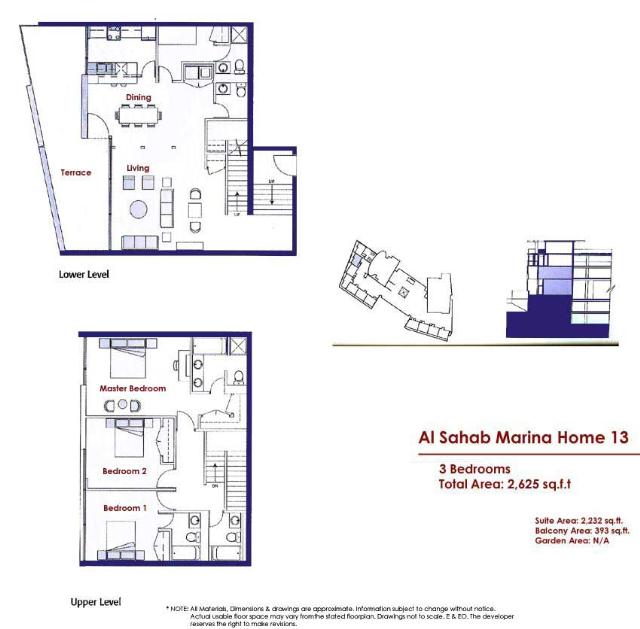 Dining
Living
Terrace
UP
UP
Lower Level
Master Bedroom
Bedroom 2
DN
Bedroom 1
Upper Level
Al Sahab Marina Home 13
3 Bedrooms
Total Area: 2,625 sq.f.t
Suite Area: 2,232 sq.ft.
Balcony Area: 393 sq.ft.
Garden Area: N/A
* NOTE: All Materials, Dimensions & drawings are approximate. Information subject to change without notice.
Actual usable floor space may vary from the stated floorplan. Drawings not to scale. E & EO. The developer
reserves the right to make revisions.